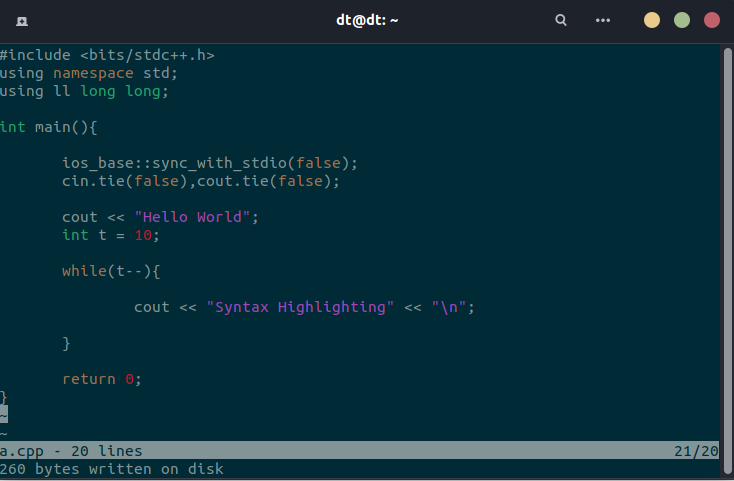 dt@dt: ~
#include <bits/stdc++.h>
using namespace std;
using ll long long;
int main(){
ios_base::sync_with_stdio(false);
cin.tie(false),cout.tie(false);
cout << "Hello World";
int t = 10;
while(t--){
cout << "Syntax Highlighting" << "\n";
}
return 0;
}
~
~
a.cpp - 20 lines 21/20
260 bytes written on disk